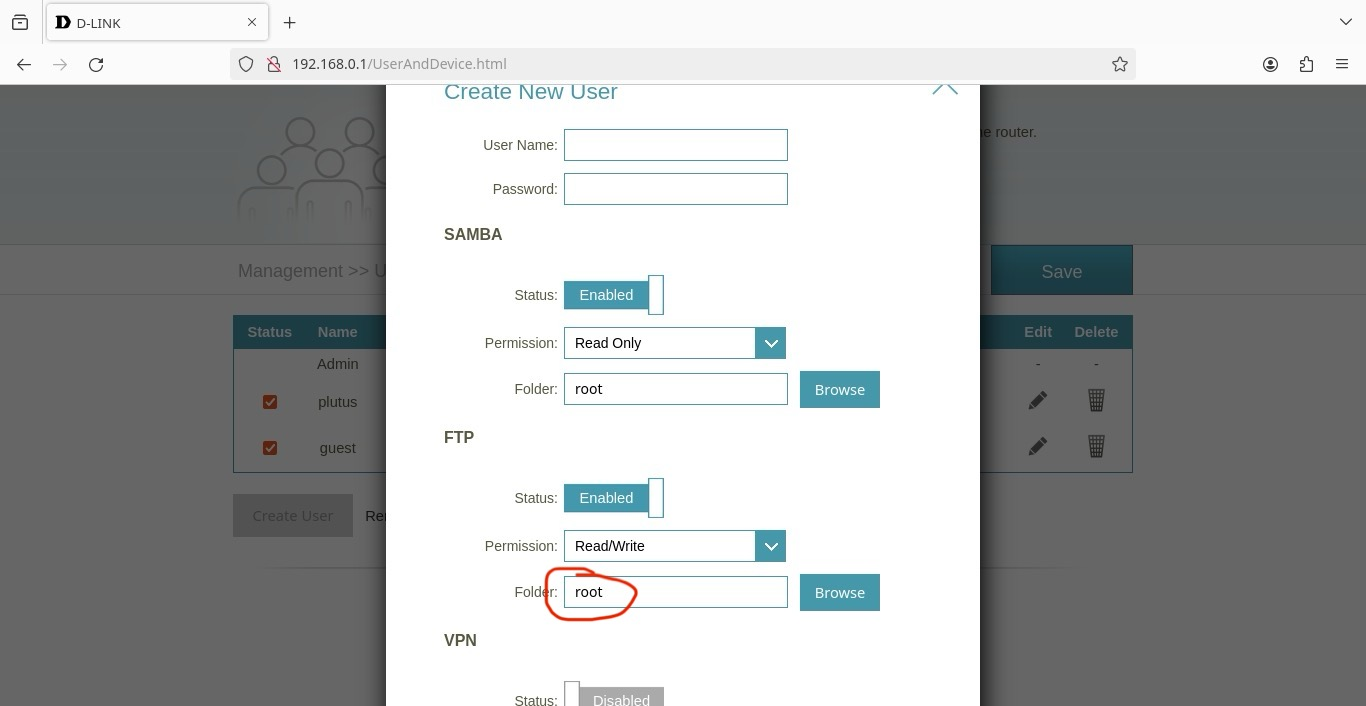 D-LINK
192.168.0.1/UserAndDevice.html
Create New User
e router.
User Name:
Password:
SAMBA
Management >> U
Save
Status: Enabled
Status Name Edit Delete
Permission: Read Only
Admin - -
Folder: root Browse
plutus
FTP
guest
Status: Enabled
Create User Re
Permission: Read/Write
Folder: root Browse
VPN
Status: Disabled